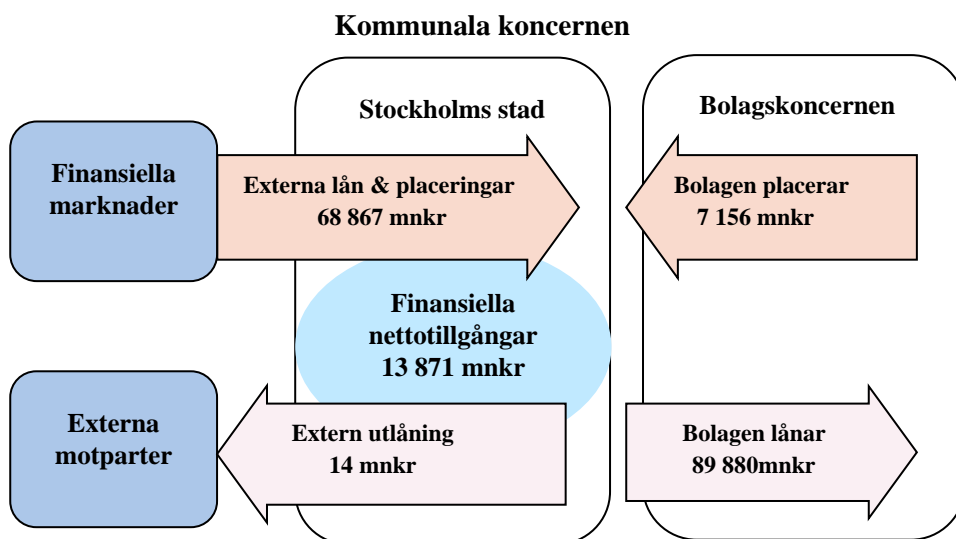 Kommunala koncernen
Stockholms stad
Bolagskoncernen
Finansiella
marknader
Externa lån & placeringar
68 867 mnkr
Bolagen placerar
7 156 mnkr
Finansiella
nettotillgångar
13 871 mnkr
Externa
motparter
Extern utlåning
14 mnkr
Bolagen lånar
89 880mnkr